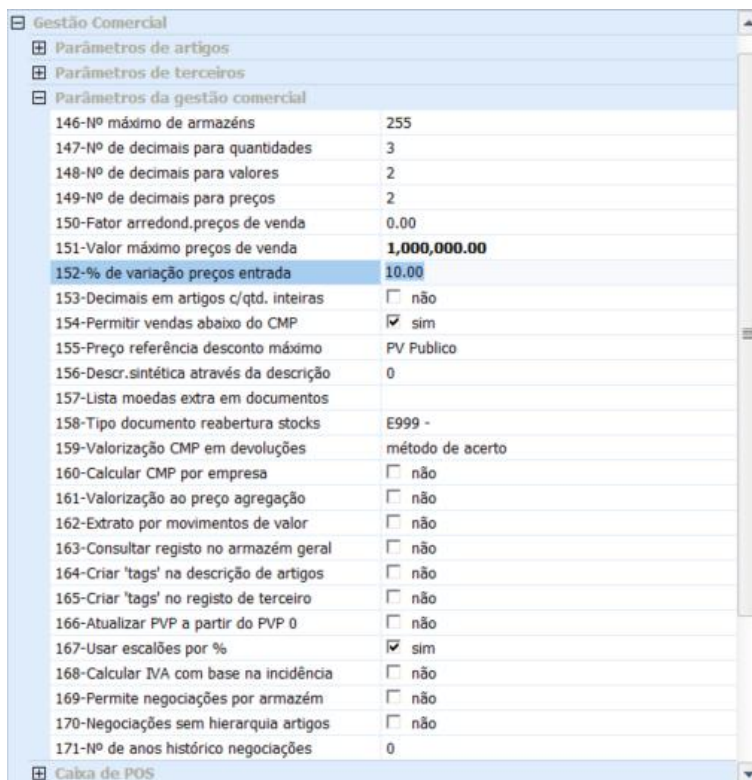 Gestão Comercial
Parâmetros de artigos
Parâmetros de terceiros
Parâmetros da gestão comercial
146-Nº máximo de armazéns 255
147-Nº de decimais para quantidades 3
148-Nº de decimais para valores 2
149-Nº de decimais para preços 2
150-Fator arredond.preços de venda 0.00
151-Valor máximo preços de venda 1,000,000.00
152-% de variação preços entrada 10.00
153-Decimais em artigos c/qtd. inteiras não
154-Permitir vendas abaixo do CMP sim
155-Preço referência desconto máximo PV Publico
156-Descr.sintética através da descrição 0
157-Lista moedas extra em documentos
158-Tipo documento reabertura stocks E999 -
159-Valorização CMP em devoluções método de acerto
160-Calcular CMP por empresa não
161-Valorização ao preço agregação não
162-Extrato por movimentos de valor não
163-Consultar registo no armazém geral não
164-Criar 'tags' na descrição de artigos não
165-Criar 'tags' no registo de terceiro não
166-Atualizar PVP a partir do PVP 0 não
167-Usar escalões por % sim
168-Calcular IVA com base na incidência não
169-Permite negociações por armazém não
170-Negociações sem hierarquia artigos não
171-Nº de anos histórico negociações 0
Caixa de POS